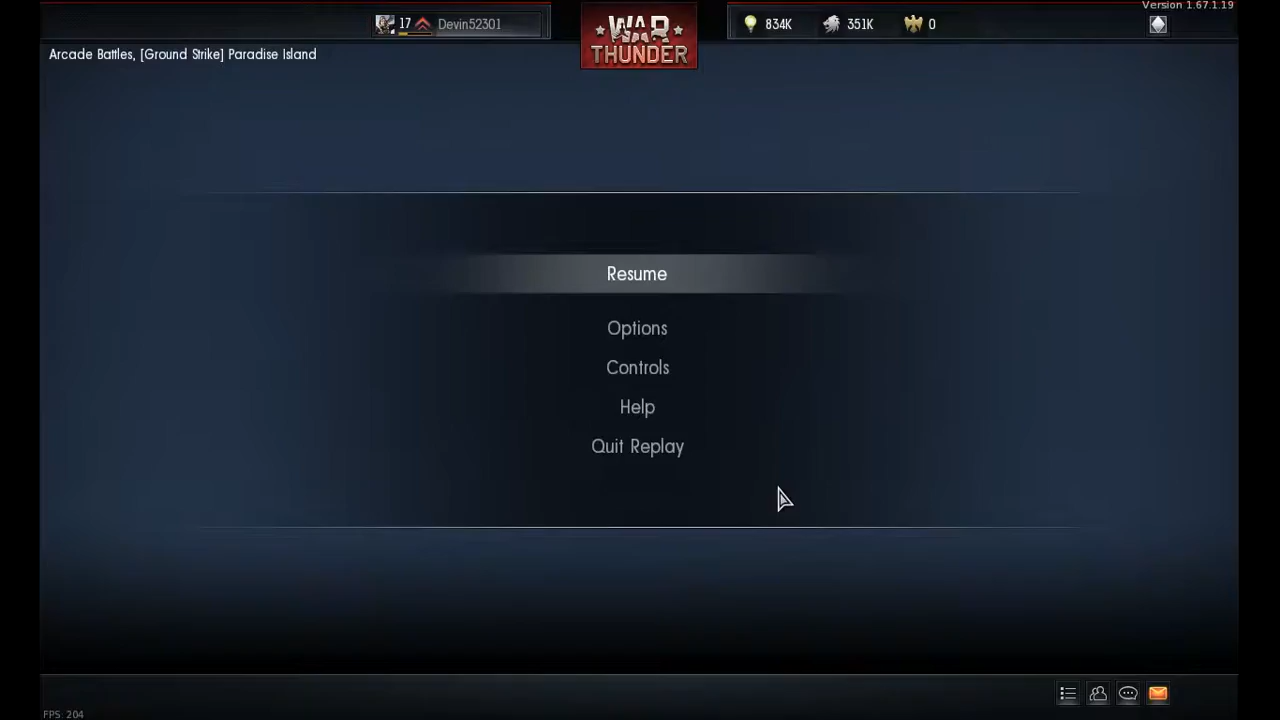 Version 1.67.1.19
17 Devin52301
WAR THUNDER
834K 351K 0
Arcade Battles, [Ground Strike] Paradise Island
Resume
Options
Controls
Help
Quit Replay
FPS: 204